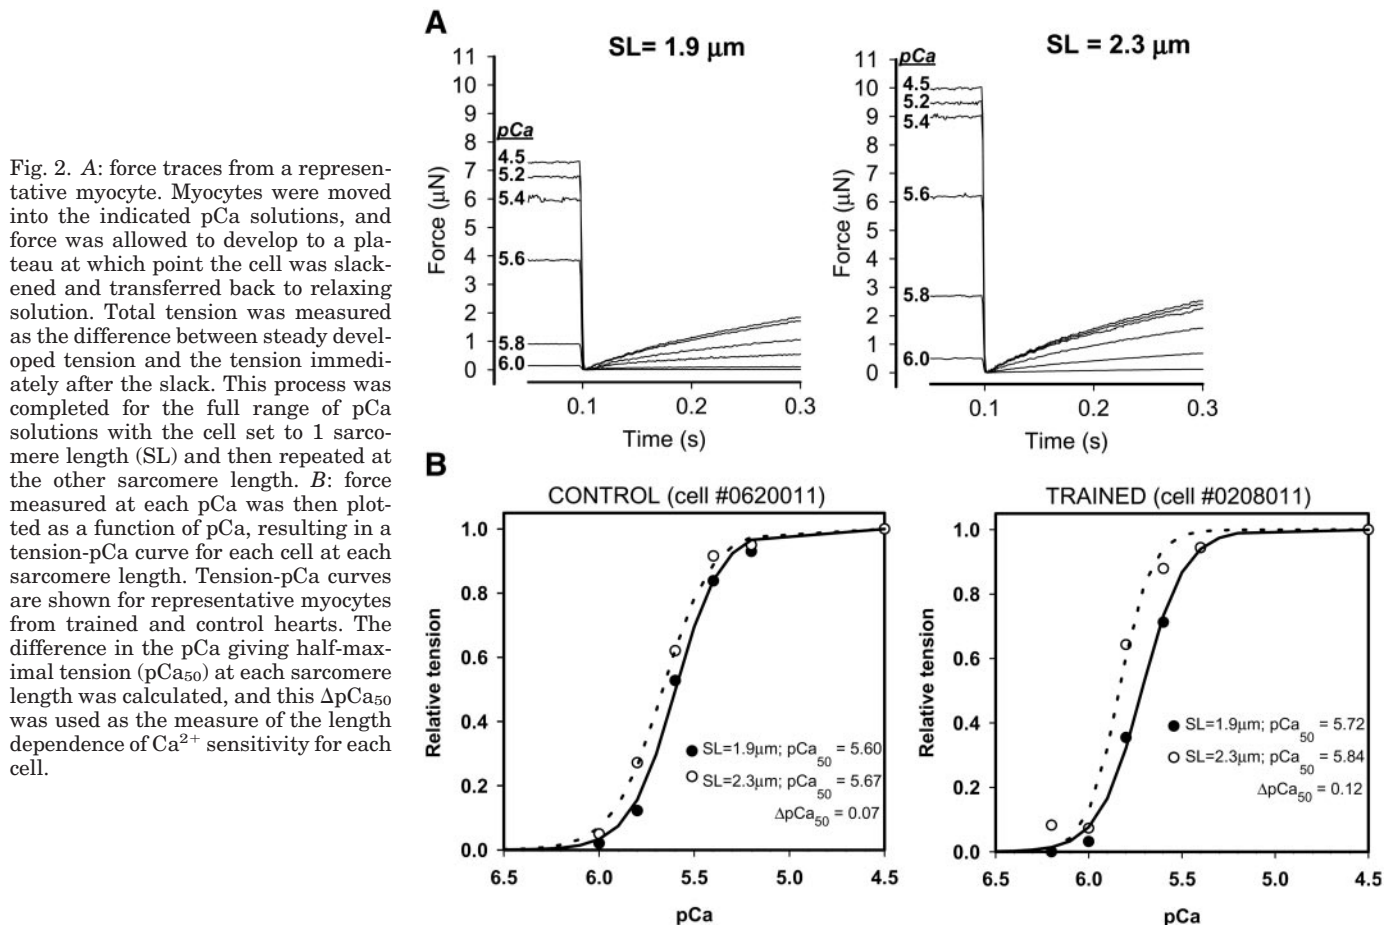 Fig. 2. A: force traces from a represen-
tative myocyte. Myocytes were moved
into the indicated pCa solutions, and
force was allowed to develop to a pla-
teau at which point the cell was slack-
ened and transferred back to relaxing
solution. Total tension was measured
as the difference between steady devel-
oped tension and the tension immedi-
ately after the slack. This process was
completed for the full range of pCa
solutions with the cell set to 1 sarco-
mere length (SL) and then repeated at
the other sarcomere length. B: force
measured at each pCa was then plot-
ted as a function of pCa, resulting in a
tension-pCa curve for each cell at each
sarcomere length. Tension-pCa curves
are shown for representative myocytes
from trained and control hearts. The
difference in the pCa giving half-max-
imal tension (pCa50) at each sarcomere
length was calculated, and this ΔpCa50
was used as the measure of the length
dependence of Ca2+ sensitivity for each
cell.
A
SL= 1.9 μm
11
10
9
8
7
6
5
4
3
2
1
0
Force (μN)
pCa
4.5
5.2
5.4
5.6
5.8
6.0
0.1 0.2 0.3
Time (s)
SL = 2.3 μm
11
10
9
8
7
6
5
4
3
2
1
0
Force (μN)
pCa
4.5
5.2
5.4
5.6
5.8
6.0
0.1 0.2 0.3
Time (s)
B
CONTROL (cell #0620011)
1.0
0.8
0.6
0.4
0.2
0.0
Relative tension
SL=1.9μm; pCa50 = 5.60
SL=2.3μm; pCa50 = 5.67
ΔpCa50 = 0.07
6.5 6.0 5.5 5.0 4.5
pCa
TRAINED (cell #0208011)
1.0
0.8
0.6
0.4
0.2
0.0
Relative tension
SL=1.9μm; pCa50 = 5.72
SL=2.3μm; pCa50 = 5.84
ΔpCa50 = 0.12
6.5 6.0 5.5 5.0 4.5
pCa